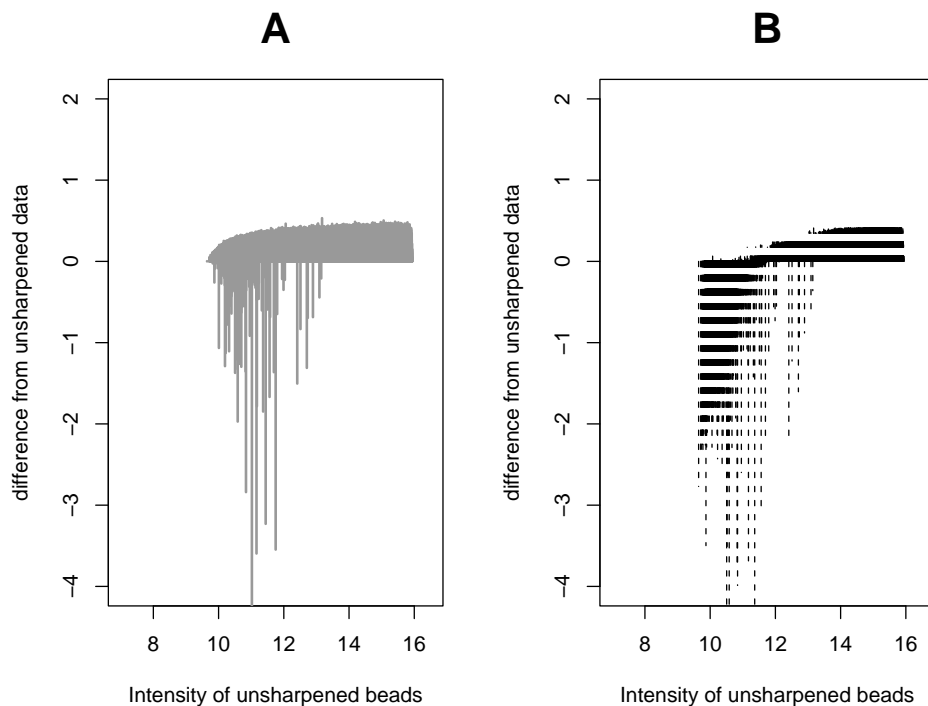 A
difference from unsharpened data
2
1
0
−1
−2
−3
−4
8 10 12 14 16
Intensity of unsharpened beads
B
difference from unsharpened data
2
1
0
−1
−2
−3
−4
8 10 12 14 16
Intensity of unsharpened beads